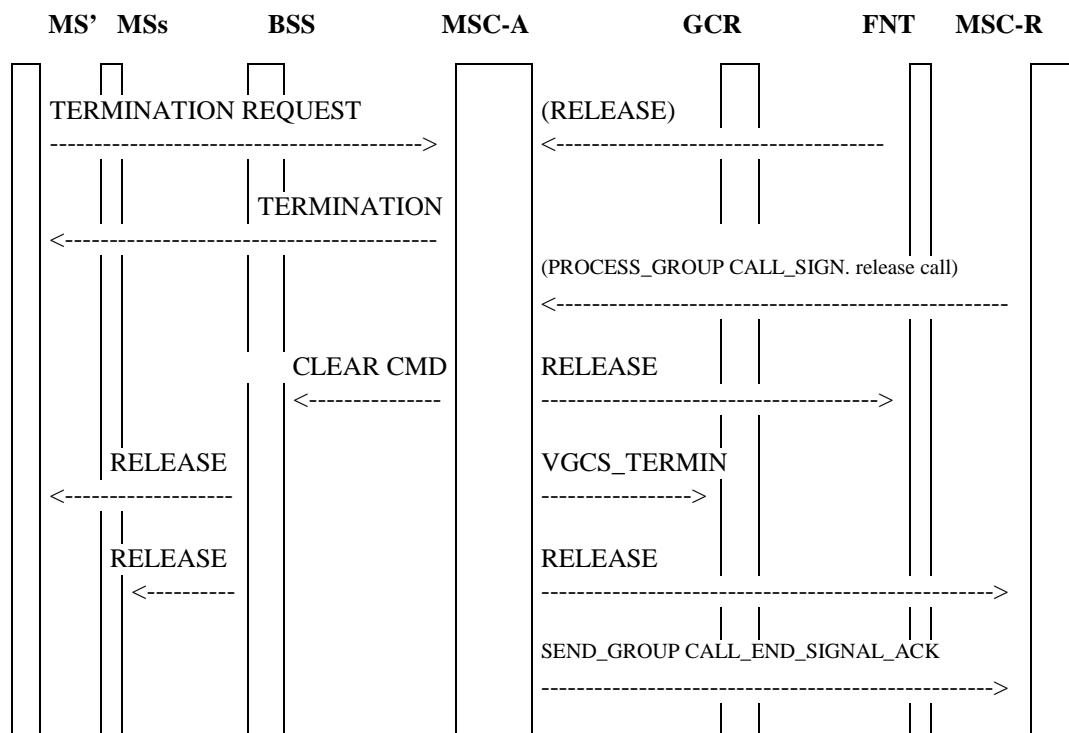 MS’ MSs BSS MSC-A GCR FNT MSC-R
TERMINATION REQUEST (RELEASE)
--------------------------------------------> <---------------------------------------
TERMINATION
<--------------------------------------------
(PROCESS_GROUP CALL_SIGN. release call)
<-------------------------------------------------------
CLEAR CMD RELEASE
<--------------- ---------------------------------------->
RELEASE VGCS_TERMIN
<-------------------- ------------------>
RELEASE RELEASE
<---------- ------------------------------------------------------>
SEND_GROUP CALL_END_SIGNAL_ACK
------------------------------------------------------>